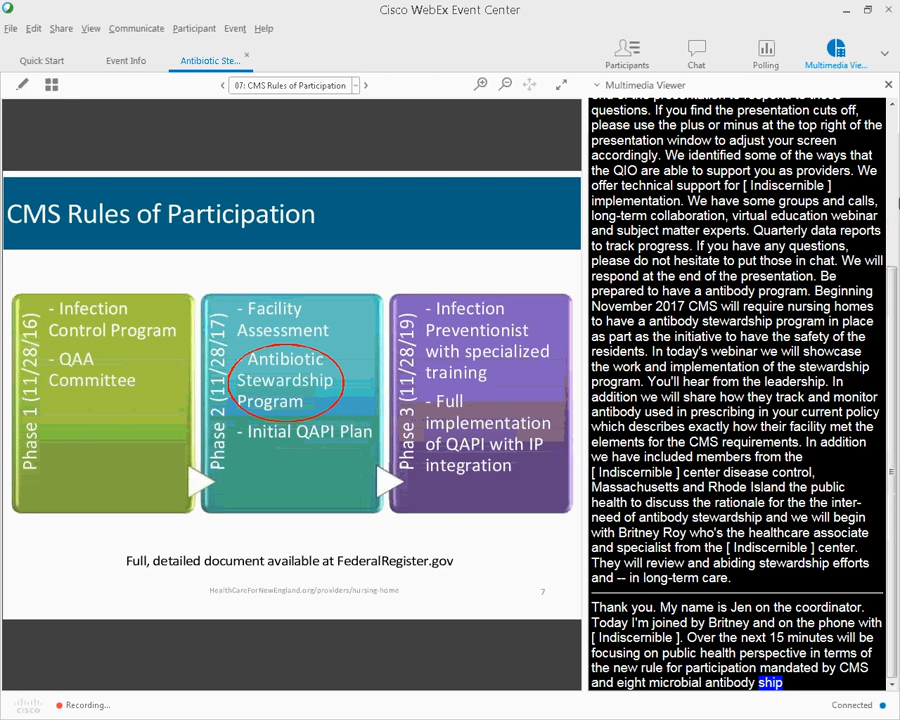 Cisco WebEx Event Center
File Edit Share View Communicate Participant Event Help
Quick Start Event Info Antibiotic Ste... Participants Chat Polling Multimedia Vie...
07: CMS Rules of Participation
Multimedia Viewer
CMS Rules of Participation
Phase 1 (11/28/16)
- Infection
Control Program
- QAA
Committee
Phase 2 (11/28/17)
- Facility
Assessment
- Antibiotic
Stewardship
Program
- Initial QAPI Plan
Phase 3 (11/28/19)
- Infection
Preventionist
with specialized
training
- Full
implementation
of QAPI with IP
integration
Full, detailed document available at FederalRegister.gov
HealthCareForNewEngland.org/providers/nursing-home
7
questions. If you find the presentation cuts off,
please use the plus or minus at the top right of the
presentation window to adjust your screen
accordingly. We identified some of the ways that
the QIO are able to support you as providers. We
offer technical support for [ Indiscernible ]
implementation. We have some groups and calls,
long-term collaboration, virtual education webinar
and subject matter experts. Quarterly data reports
to track progress. If you have any questions,
please do not hesitate to put those in chat. We will
respond at the end of the presentation. Be
prepared to have a antibody program. Beginning
November 2017 CMS will require nursing homes
to have a antibody stewardship program in place
as part as the initiative to have the safety of the
residents. In today's webinar we will showcase
the work and implementation of the stewardship
program. You'll hear from the leadership. In
addition we will share how they track and monitor
antibody used in prescribing in your current policy
which describes exactly how their facility met the
elements for the CMS requirements. In addition
we have included members from the
[ Indiscernible ] center disease control,
Massachusetts and Rhode Island the public
health to discuss the rationale for the the inter-
need of antibody stewardship and we will begin
with Britney Roy who's the healthcare associate
and specialist from the [ Indiscernible ] center.
They will review and abiding stewardship efforts
and -- in long-term care.
Thank you. My name is Jen on the coordinator.
Today I'm joined by Britney and on the phone with
[ Indiscernible ]. Over the next 15 minutes will be
focusing on public health perspective in terms of
the new rule for participation mandated by CMS
and eight microbial antibody ship
cisco
Recording...
Connected